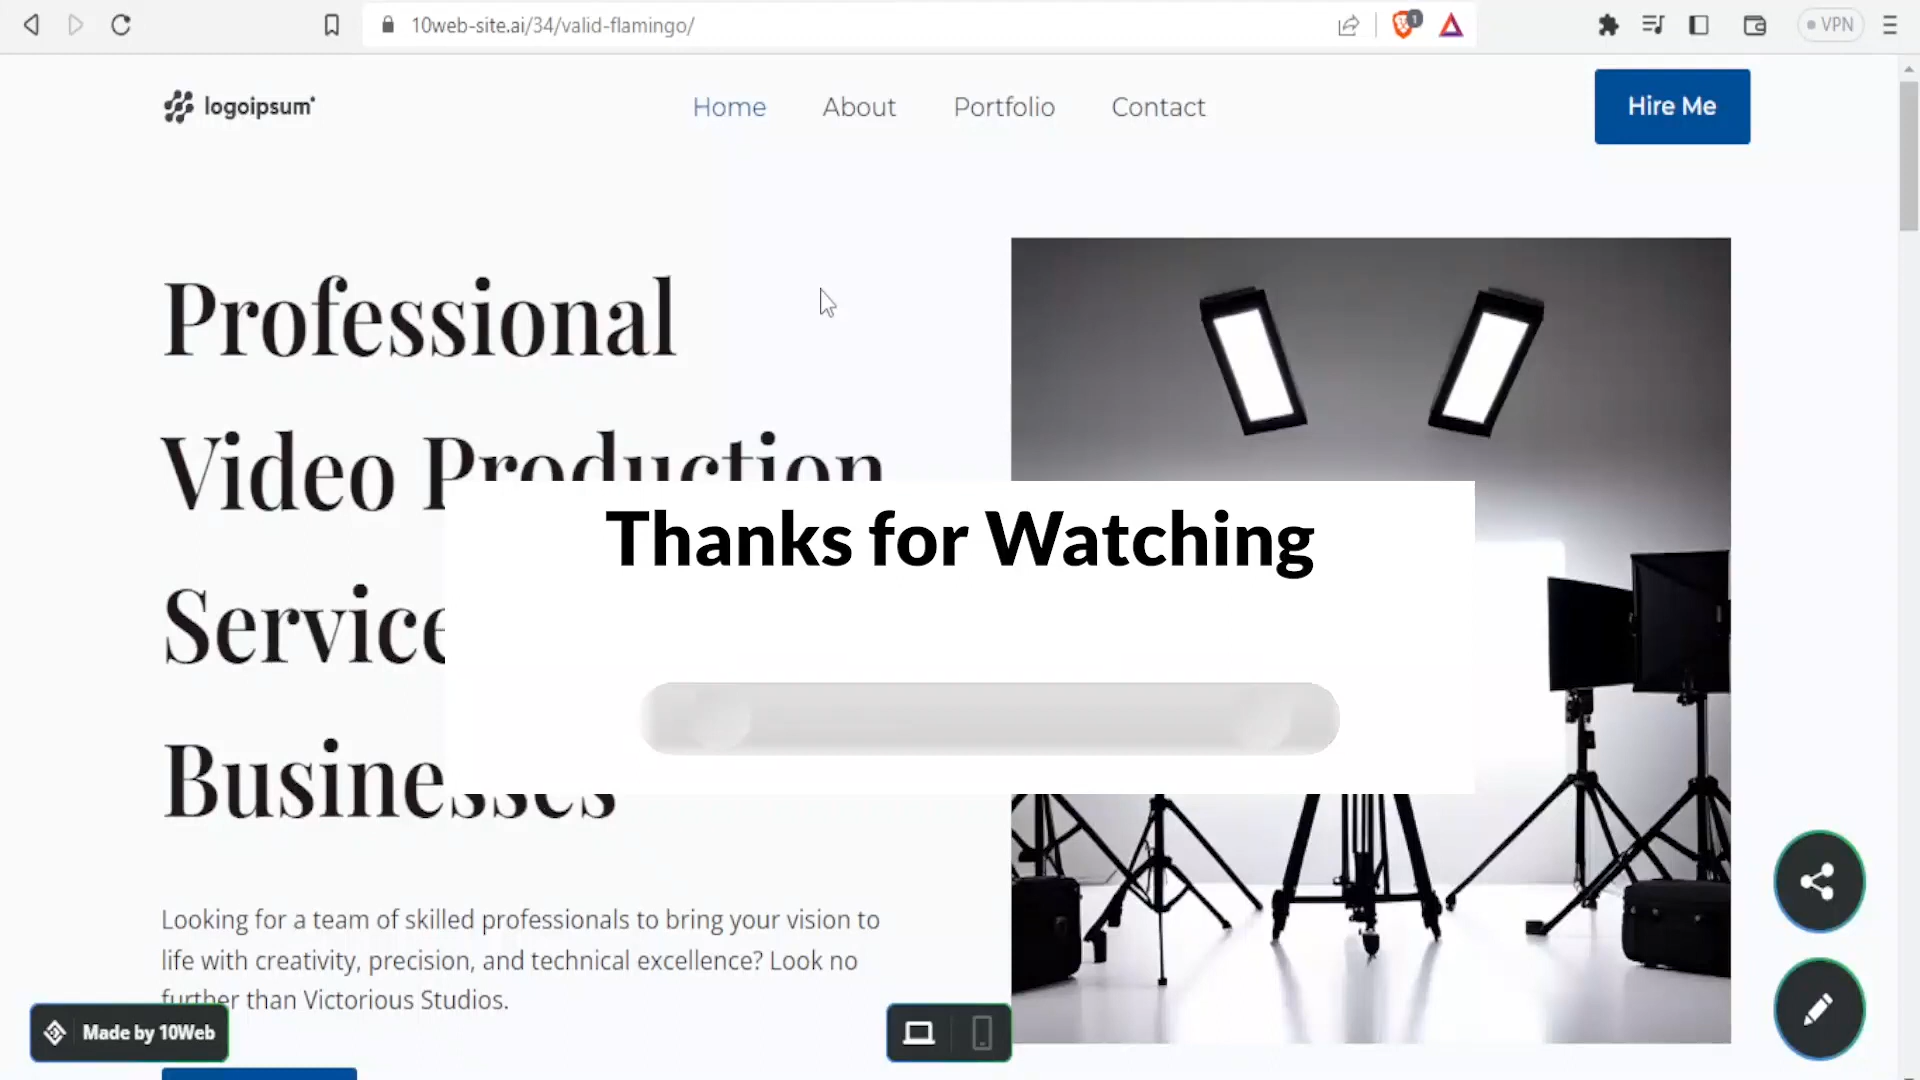 10web-site.ai/34/valid-flamingo/
1
VPN
logoipsum
Home
About
Portfolio
Contact
Hire Me
Professional
Video Production
Service
Businesses
Thanks for Watching
Looking for a team of skilled professionals to bring your vision to
life with creativity, precision, and technical excellence? Look no
further than Victorious Studios.
Made by 10Web